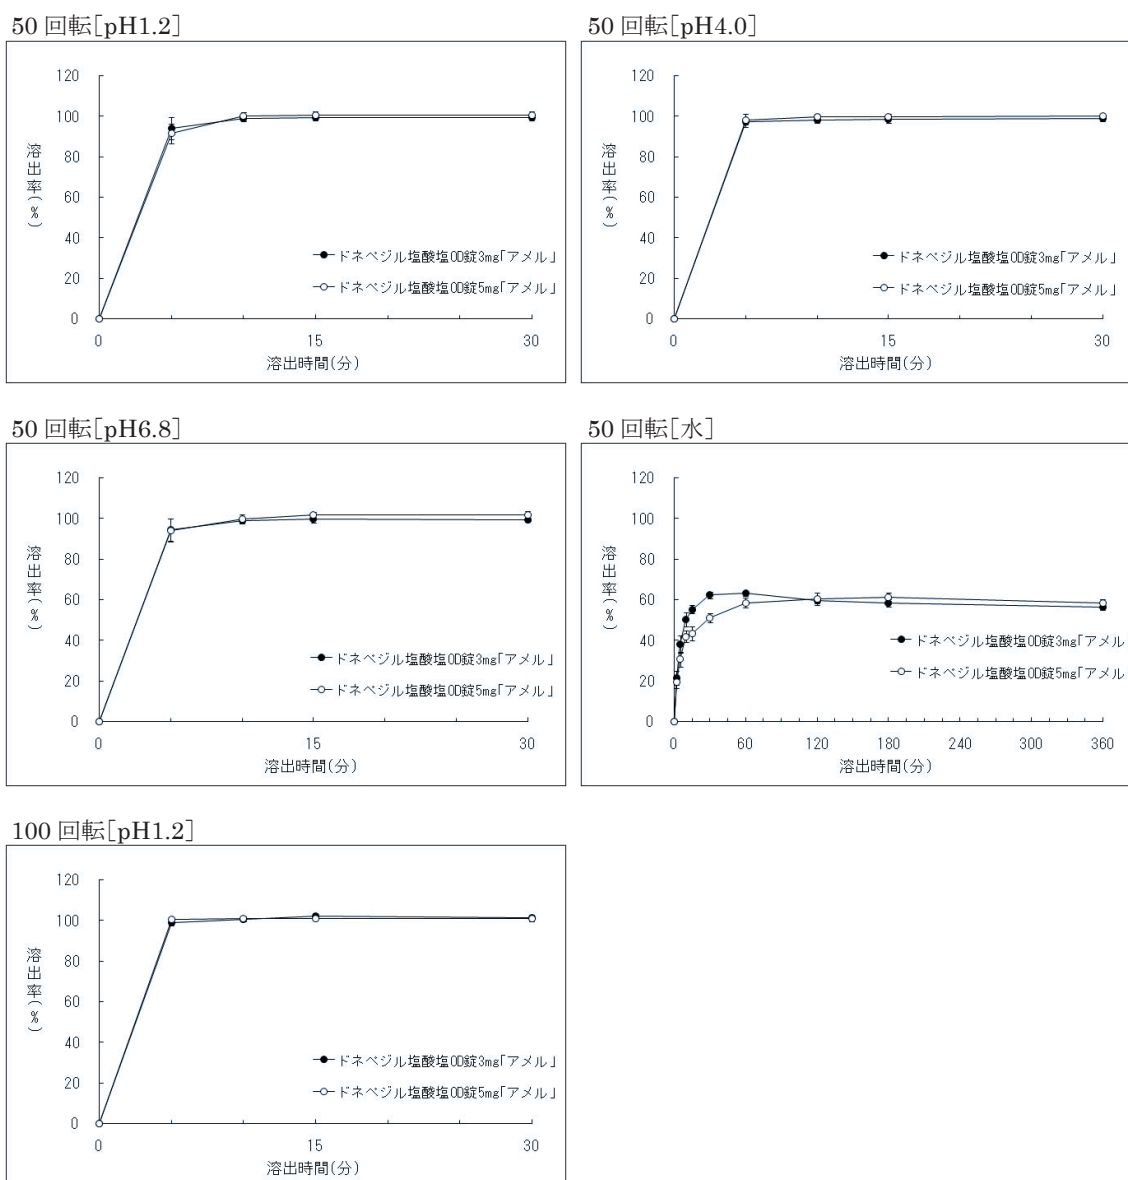 50 回転[pH1.2]
120
100
80
60
40
20
0
溶出率(%)
ドネペジル塩酸塩OD錠3mg「アメル」
ドネペジル塩酸塩OD錠5mg「アメル」
0
15
30
溶出時間(分)
50 回転[pH4.0]
120
100
80
60
40
20
0
溶出率(%)
ドネペジル塩酸塩OD錠3mg「アメル」
ドネペジル塩酸塩OD錠5mg「アメル」
0
15
30
溶出時間(分)
50 回転[pH6.8]
120
100
80
60
40
20
0
溶出率(%)
ドネペジル塩酸塩OD錠3mg「アメル」
ドネペジル塩酸塩OD錠5mg「アメル」
0
15
30
溶出時間(分)
50 回転[水]
120
100
80
60
40
20
0
溶出率(%)
ドネペジル塩酸塩OD錠3mg「アメル
ドネペジル塩酸塩OD錠5mg「アメル
0
60
120
180
240
300
360
溶出時間(分)
100 回転[pH1.2]
120
100
80
60
40
20
0
溶出率(%)
ドネペジル塩酸塩OD錠3mg「アメル」
ドネペジル塩酸塩OD錠5mg「アメル」
0
15
30
溶出時間(分)